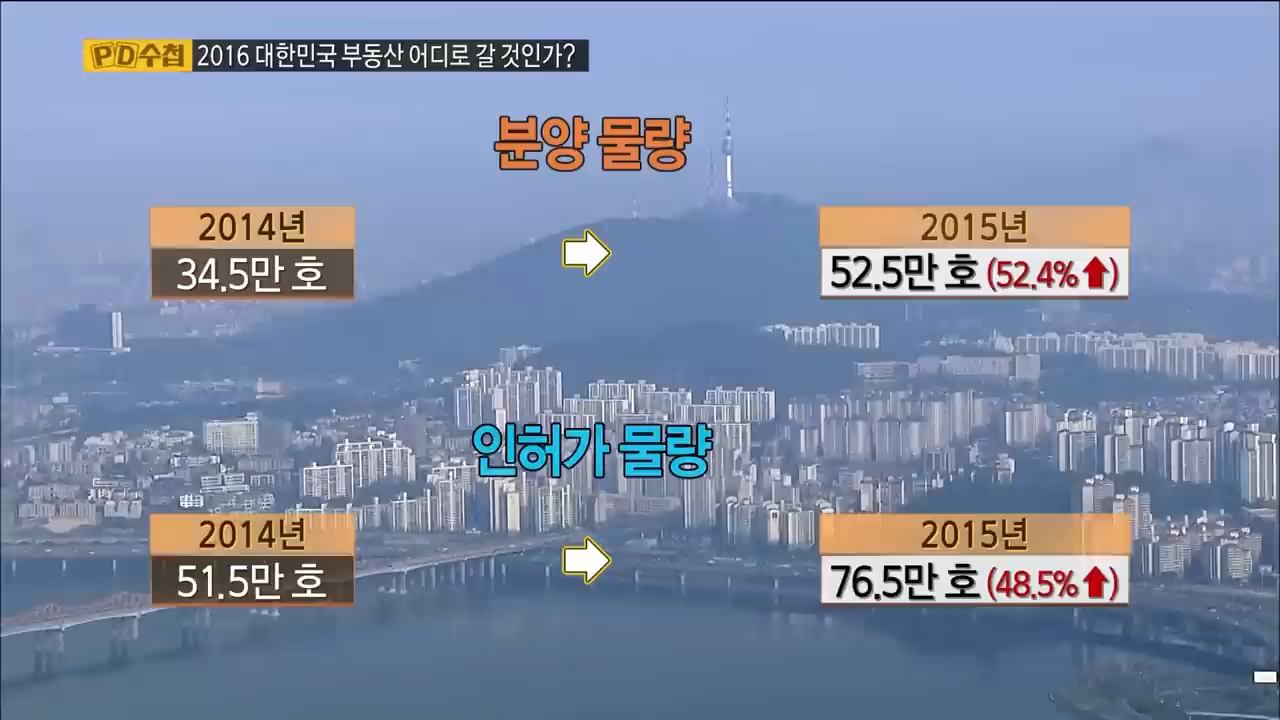 PD수첩 2016 대한민국 부동산 어디로 갈 것인가?
분양 물량
2014년
34.5만 호
2015년
52.5만 호 (52.4%⬆)
인허가 물량
2014년
51.5만 호
2015년
76.5만 호 (48.5%⬆)